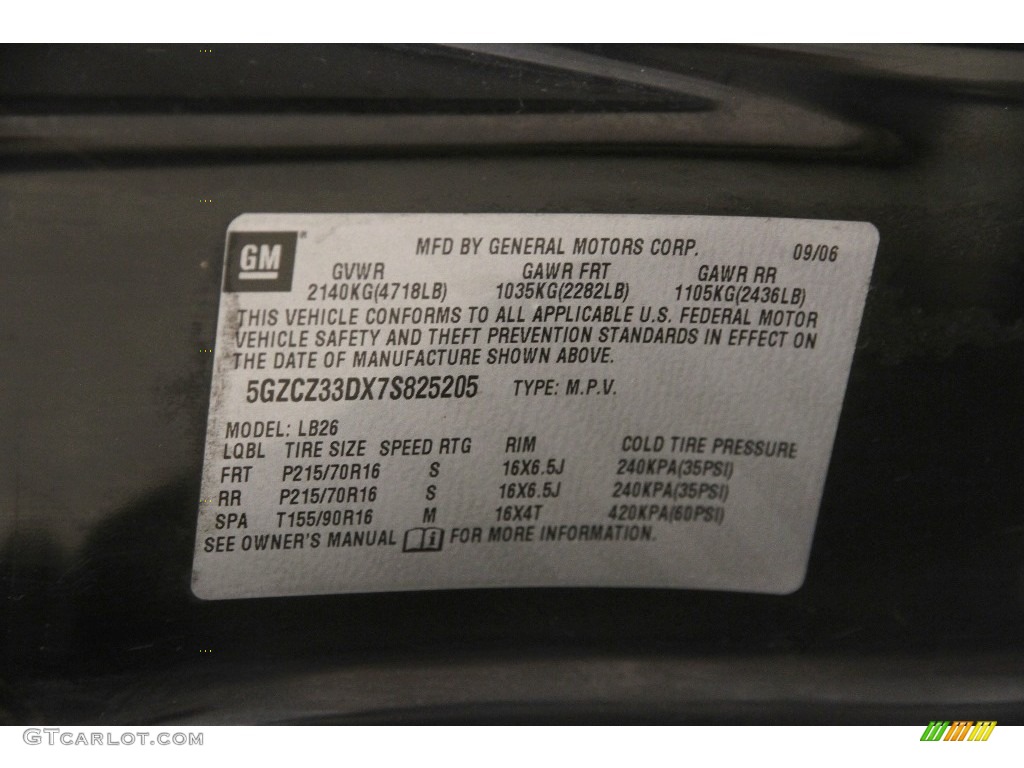 GM
MFD BY GENERAL MOTORS CORP. 09/06
GVWR GAWR FRT GAWR RR
2140KG(4718LB) 1035KG(2282LB) 1105KG(2436LB)
THIS VEHICLE CONFORMS TO ALL APPLICABLE U.S. FEDERAL MOTOR
VEHICLE SAFETY AND THEFT PREVENTION STANDARDS IN EFFECT ON
THE DATE OF MANUFACTURE SHOWN ABOVE.
5GZCZ33DX7S825205 TYPE: M.P.V.
MODEL: LB26
LQBL TIRE SIZE SPEED RTG RIM COLD TIRE PRESSURE
FRT P215/70R16 S 16X6.5J 240KPA(35PSI)
RR P215/70R16 S 16X6.5J 240KPA(35PSI)
SPA T155/90R16 M 16X4T 420KPA(60PSI)
SEE OWNER'S MANUAL FOR MORE INFORMATION.
GTCARLOT.COM